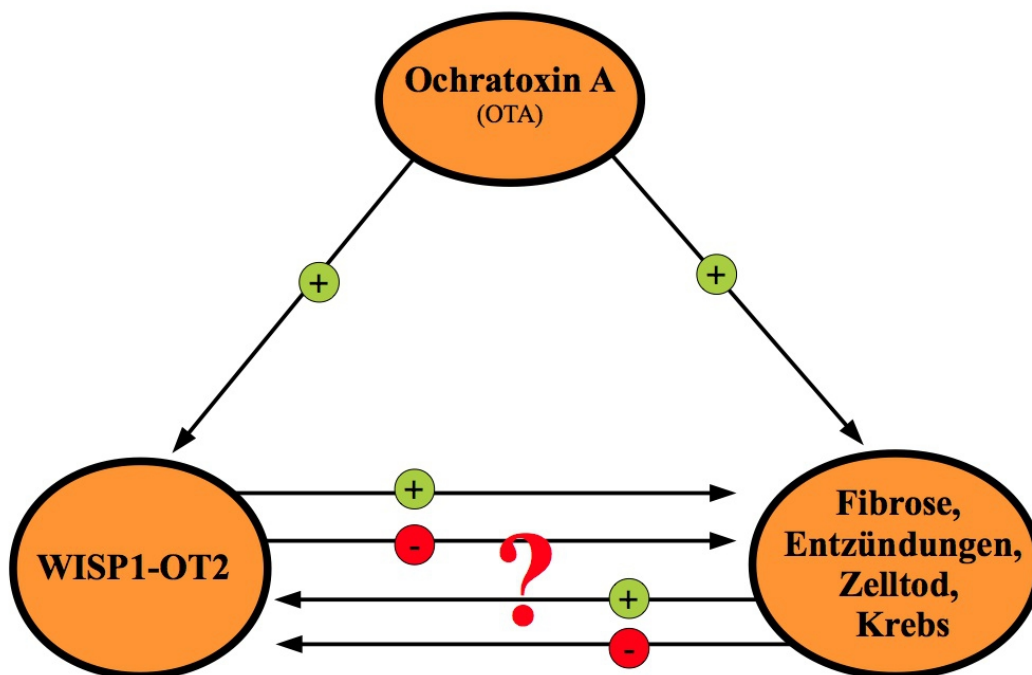 Ochratoxin A
(OTA)
+
+
+
-
WISP1-OT2
?
+
-
Fibrose,
Entzündungen,
Zelltod,
Krebs